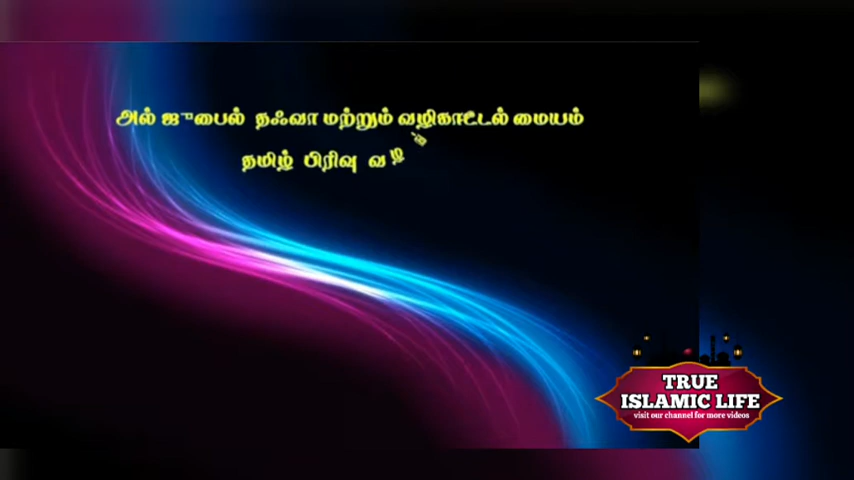 அல் ஜுபைல் தஃவா மற்றும் வழிகாட்டல் மையம்
தமிழ் பிரிவு
TRUE
ISLAMIC LIFE
visit our channel for more videos